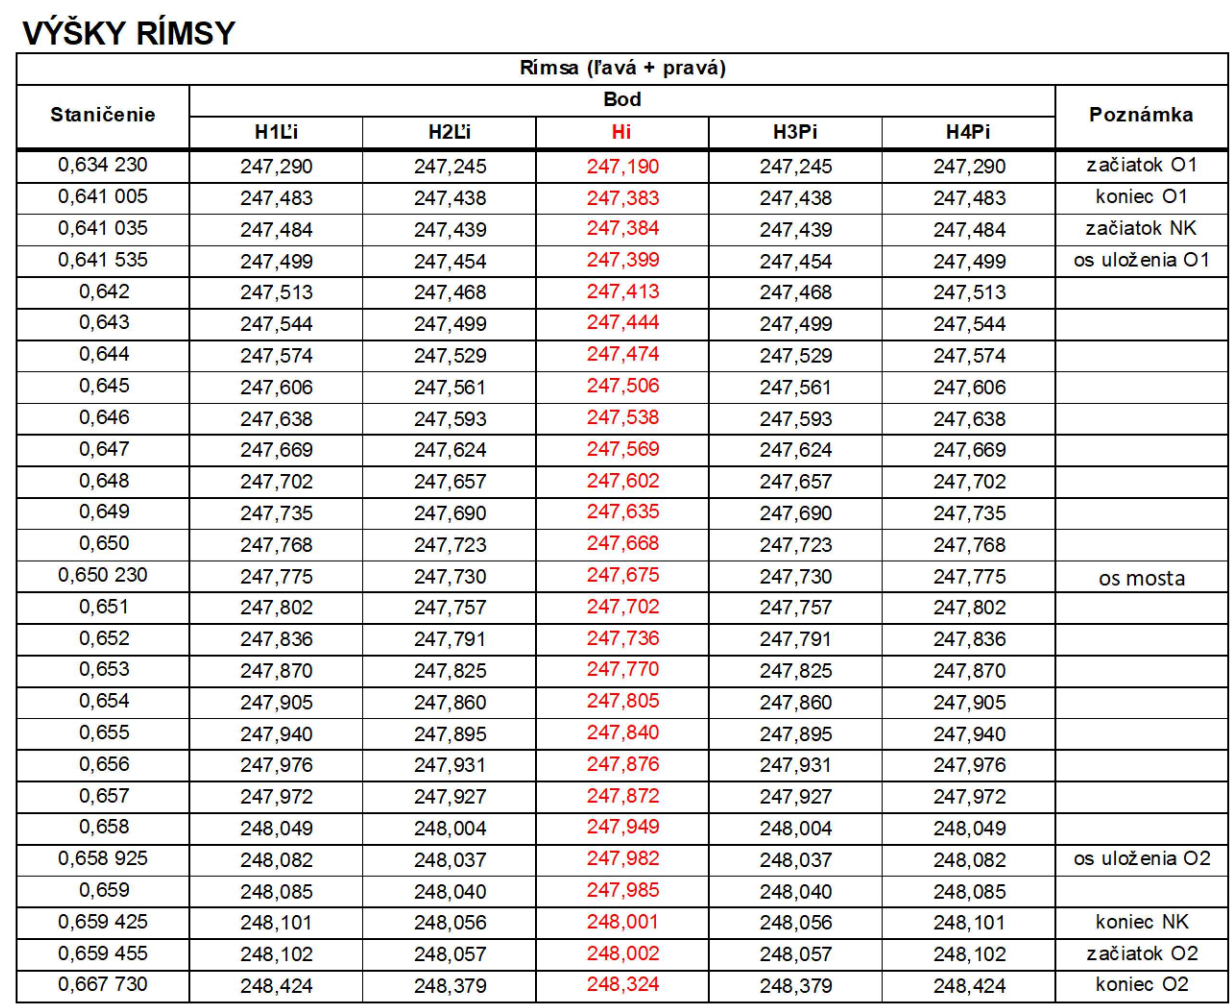 VÝŠKY RÍMSY
Rímsa (ľavá + pravá)
Staničenie Bod Poznámka
H1Ľi H2Ľi Hi H3Pi H4Pi
0,634 230 247,290 247,245 247,190 247,245 247,290 začiatok O1
0,641 005 247,483 247,438 247,383 247,438 247,483 koniec O1
0,641 035 247,484 247,439 247,384 247,439 247,484 začiatok NK
0,641 535 247,499 247,454 247,399 247,454 247,499 os uloženia O1
0,642 247,513 247,468 247,413 247,468 247,513
0,643 247,544 247,499 247,444 247,499 247,544
0,644 247,574 247,529 247,474 247,529 247,574
0,645 247,606 247,561 247,506 247,561 247,606
0,646 247,638 247,593 247,538 247,593 247,638
0,647 247,669 247,624 247,569 247,624 247,669
0,648 247,702 247,657 247,602 247,657 247,702
0,649 247,735 247,690 247,635 247,690 247,735
0,650 247,768 247,723 247,668 247,723 247,768
0,650 230 247,775 247,730 247,675 247,730 247,775 os mosta
0,651 247,802 247,757 247,702 247,757 247,802
0,652 247,836 247,791 247,736 247,791 247,836
0,653 247,870 247,825 247,770 247,825 247,870
0,654 247,905 247,860 247,805 247,860 247,905
0,655 247,940 247,895 247,840 247,895 247,940
0,656 247,976 247,931 247,876 247,931 247,976
0,657 247,972 247,927 247,872 247,927 247,972
0,658 248,049 248,004 247,949 248,004 248,049
0,658 925 248,082 248,037 247,982 248,037 248,082 os uloženia O2
0,659 248,085 248,040 247,985 248,040 248,085
0,659 425 248,101 248,056 248,001 248,056 248,101 koniec NK
0,659 455 248,102 248,057 248,002 248,057 248,102 začiatok O2
0,667 730 248,424 248,379 248,324 248,379 248,424 koniec O2